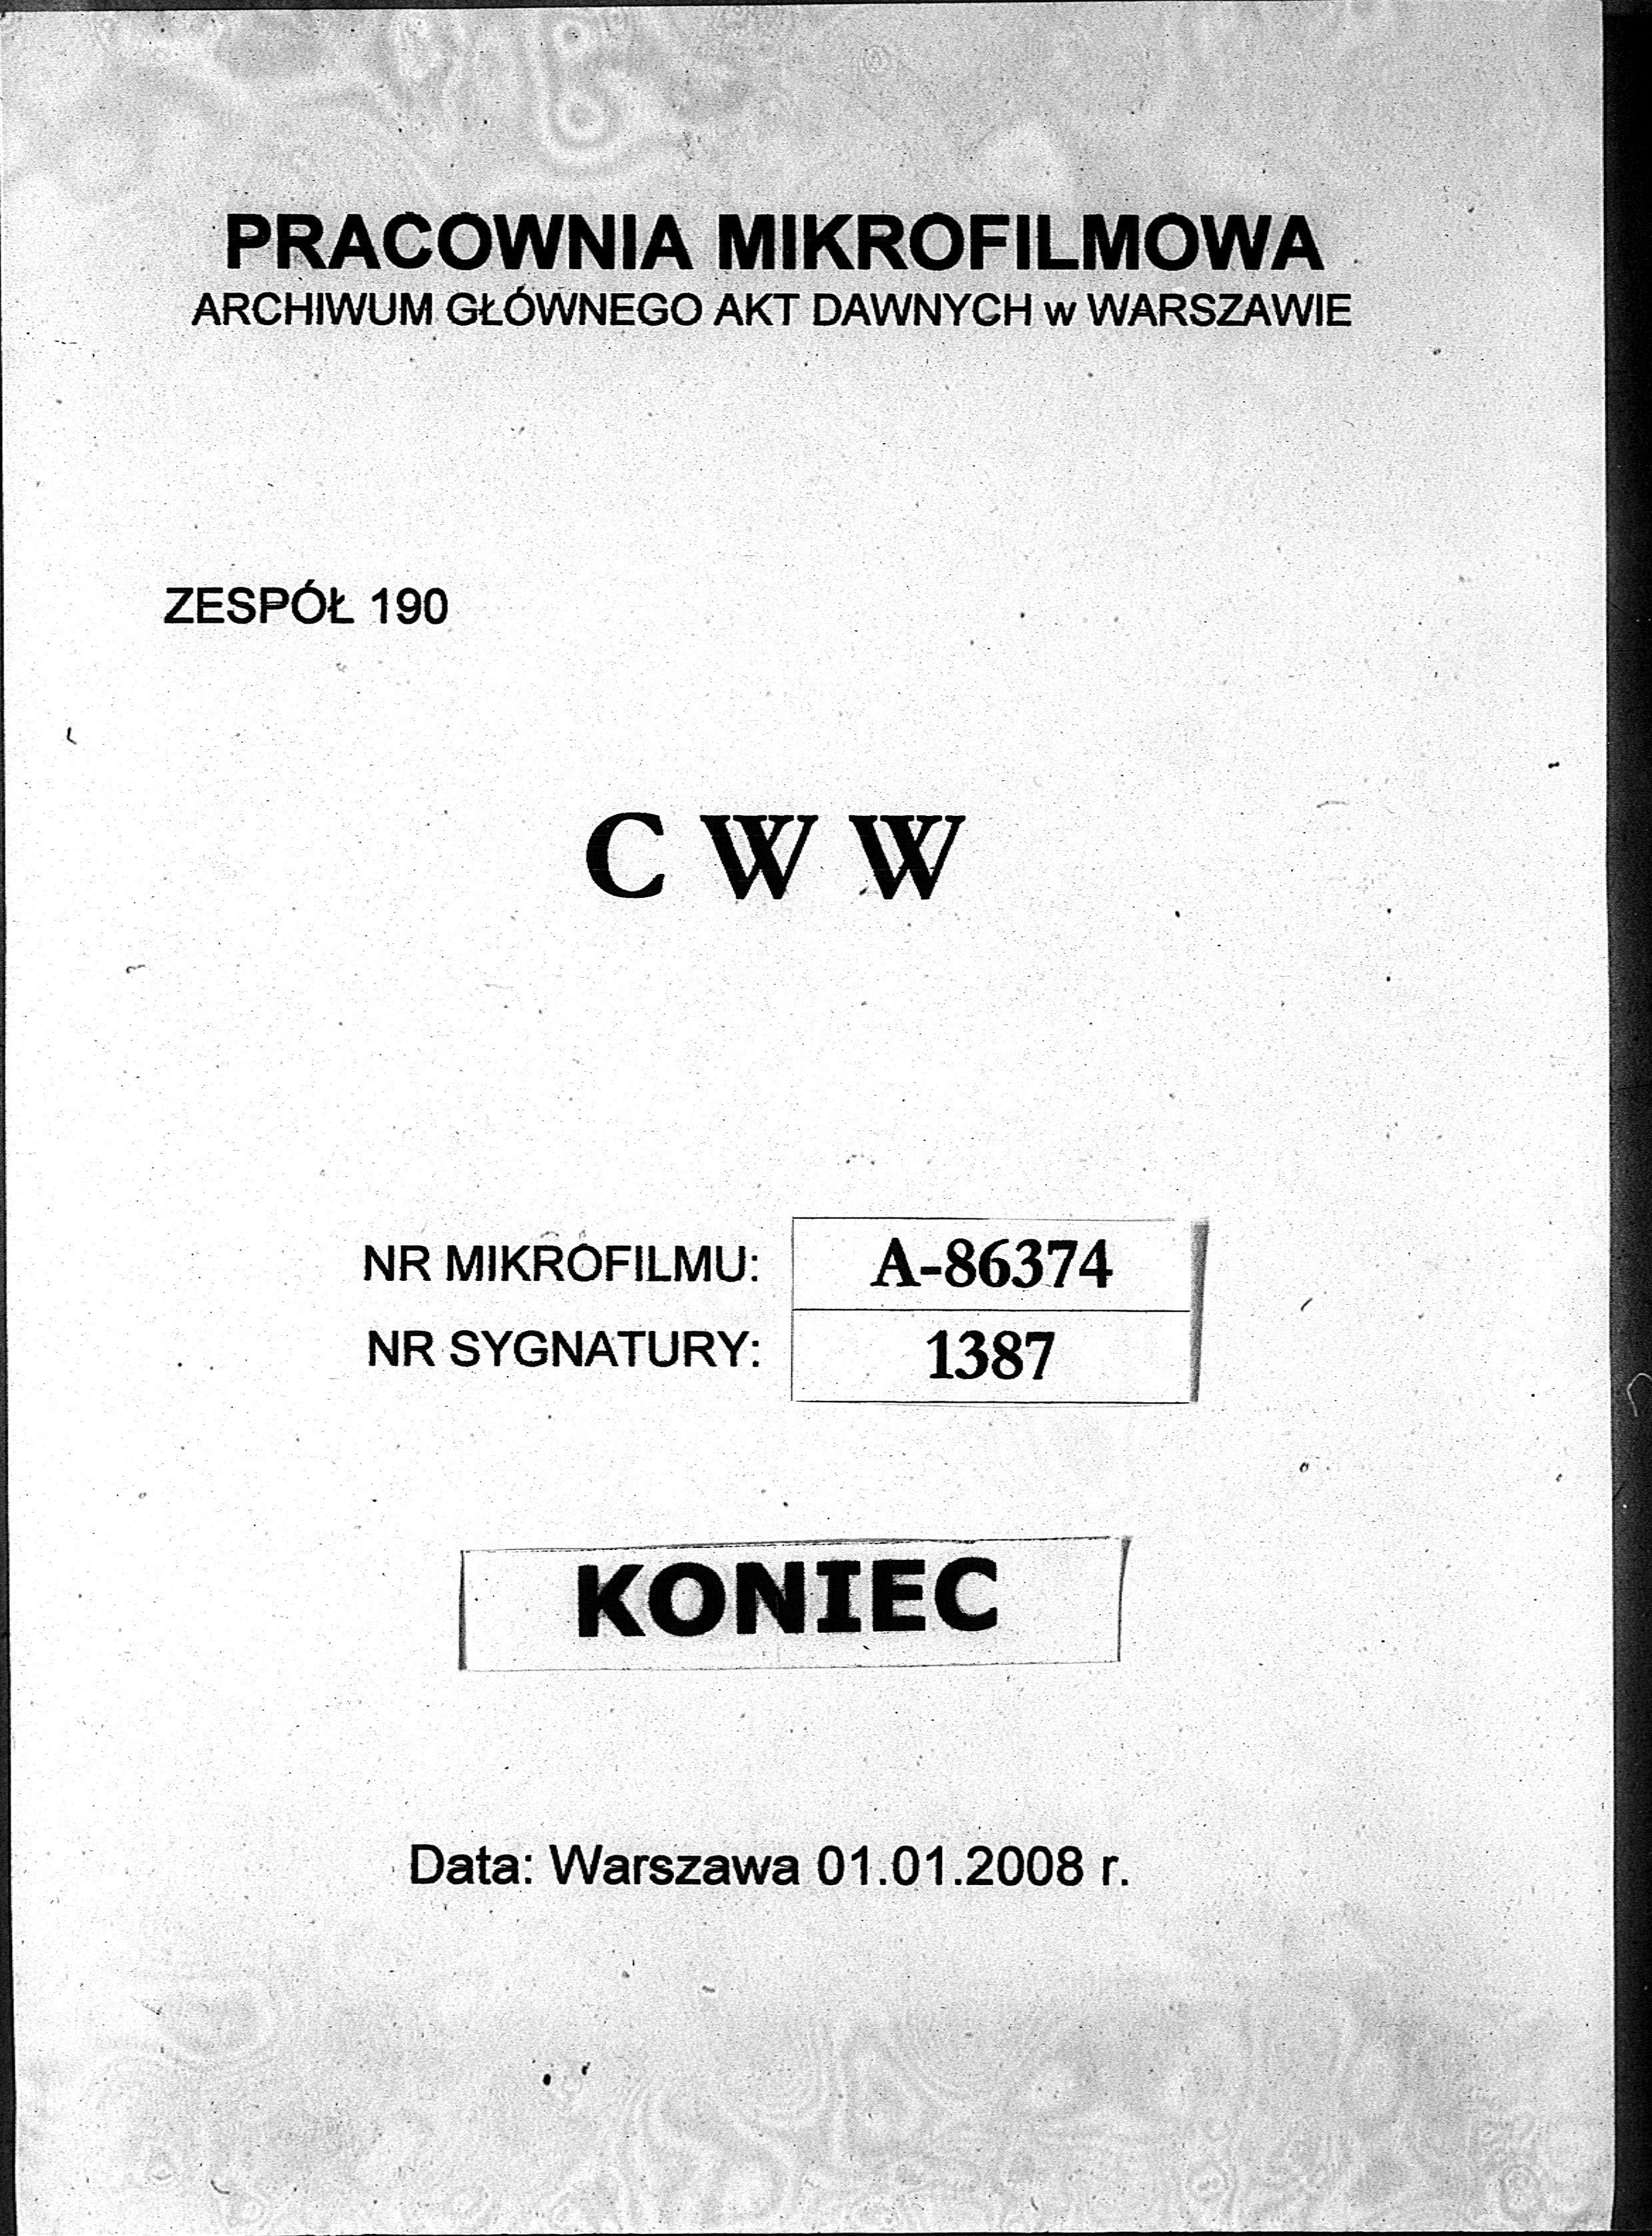 PRACOWNIA MIKROFILMOWA
ARCHIWUM GŁÓWNEGO AKT DAWNYCH w WARSZAWIE
ZESPÓŁ 190
C W W
NR MIKROFILMU: A-86374
NR SYGNATURY: 1387
KONIEC
Data: Warszawa 01.01.2008 r.